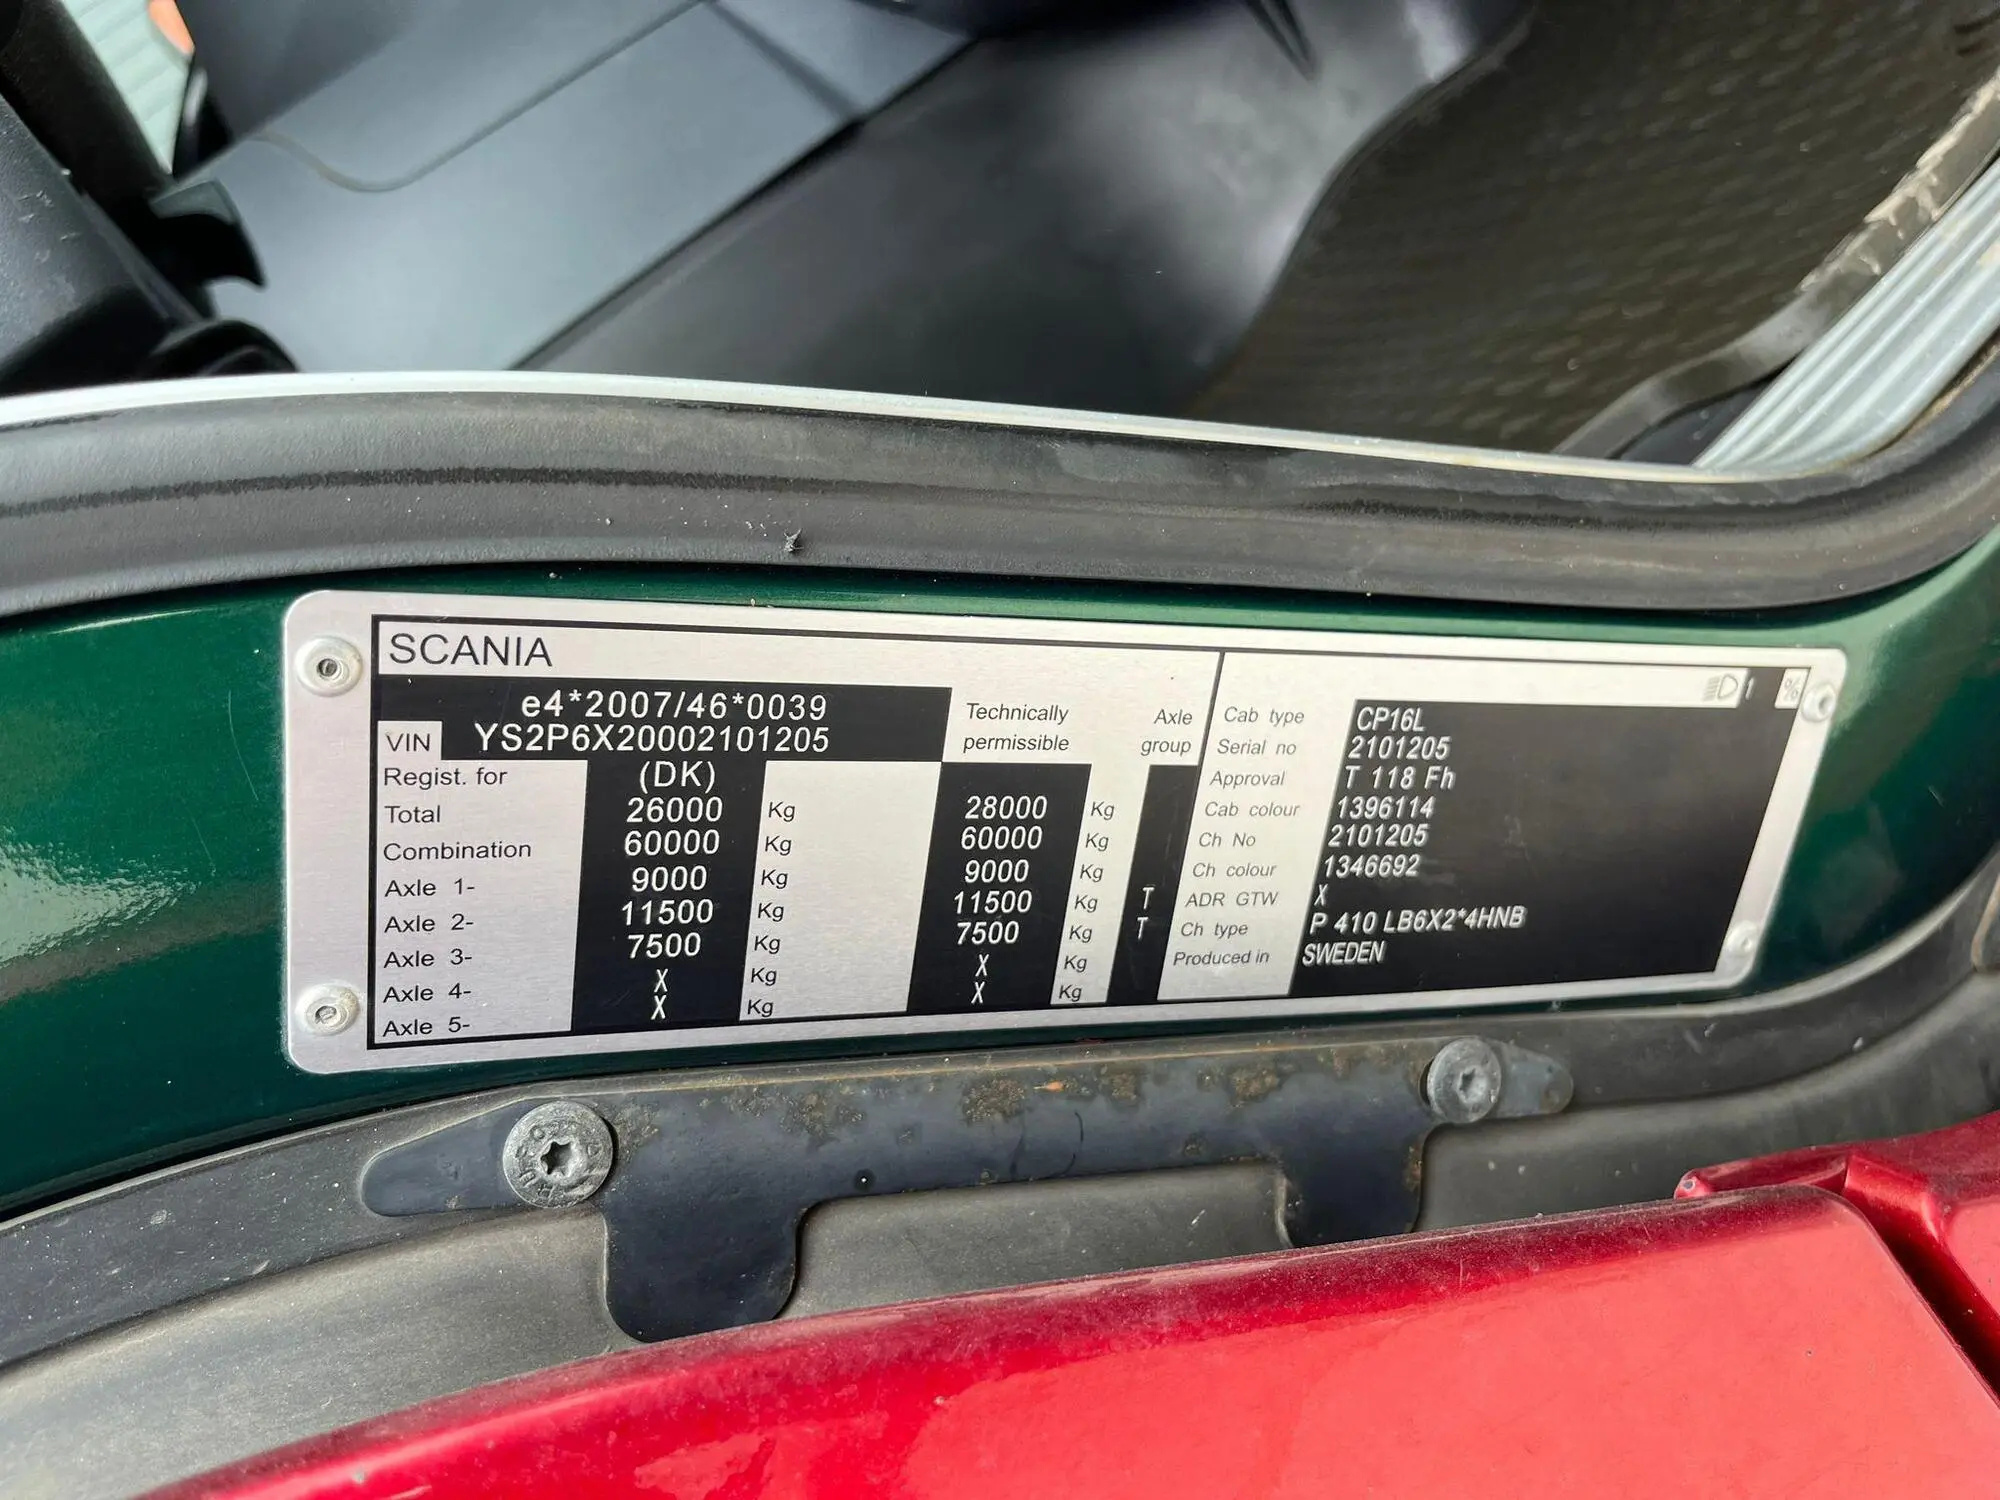 SCANIA
e4*2007/46*0039
VIN YS2P6X20002101205
Technically permissible
Axle group
Regist. for (DK)
Total 26000 Kg 28000 Kg
Combination 60000 Kg 60000 Kg
Axle 1- 9000 Kg 9000 Kg
Axle 2- 11500 Kg 11500 Kg T
Axle 3- 7500 Kg 7500 Kg T
Axle 4- X Kg X Kg
Axle 5- X Kg X Kg
1 %
Cab type CP16L
Serial no 2101205
Approval T 118 Fh
Cab colour 1396114
Ch No 2101205
Ch colour 1346692
ADR GTW X
Ch type P 410 LB6X2*4HNB
Produced in SWEDEN